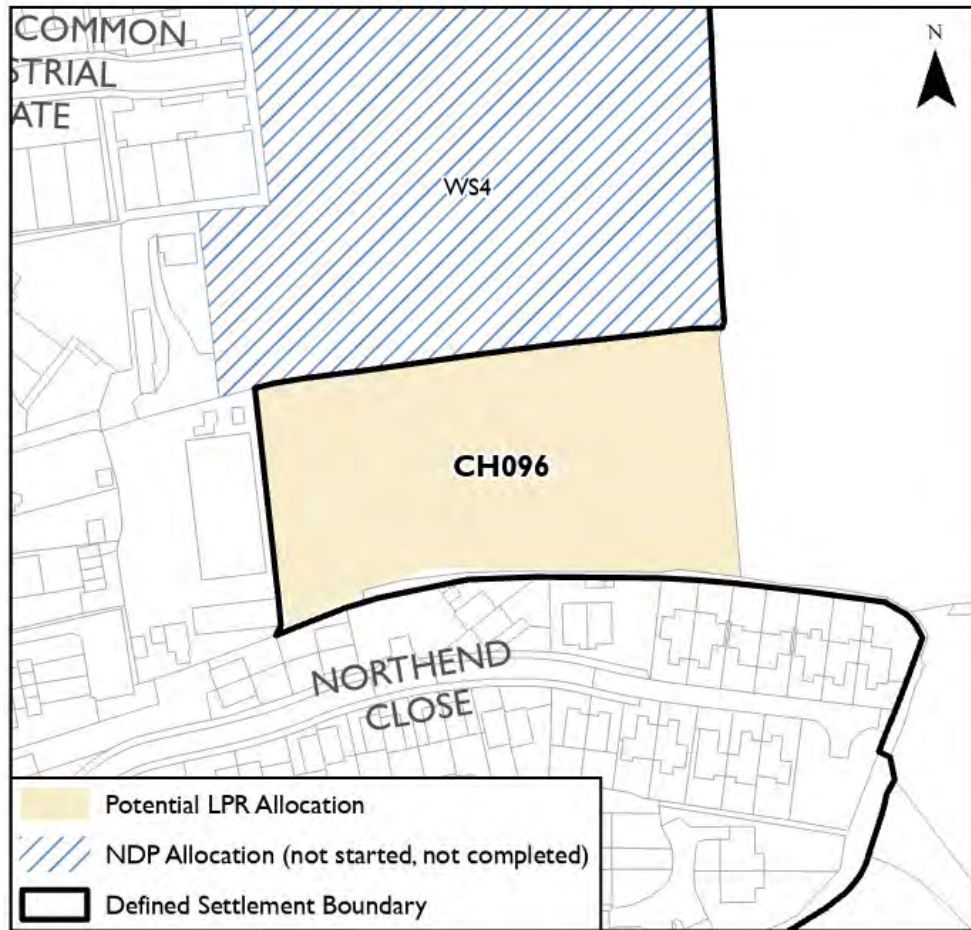 COMMON
STRIAL
ATE
N
WS4
CH096
NORTHEND
CLOSE
Potential LPR Allocation
NDP Allocation (not started, not completed)
Defined Settlement Boundary